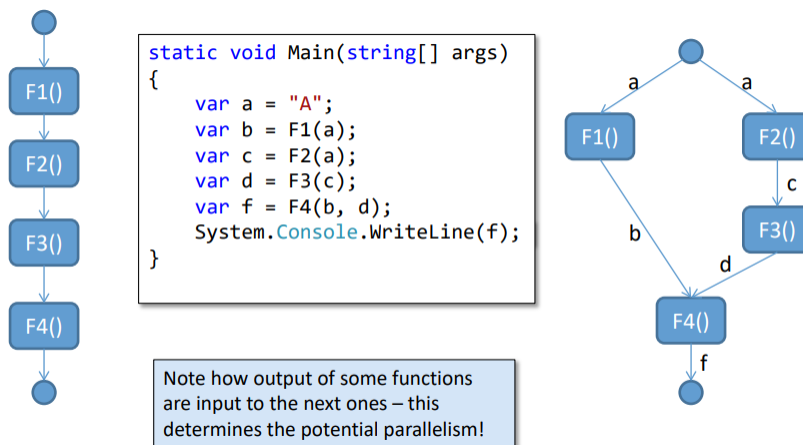 F1()
F2()
F3()
F4()
static void Main(string[] args)
{
    var a = "A";
    var b = F1(a);
    var c = F2(a);
    var d = F3(c);
    var f = F4(b, d);
    System.Console.WriteLine(f);
}
Note how output of some functions
are input to the next ones – this
determines the potential parallelism!
a a
F1() F2()
c
b F3()
d
F4()
f